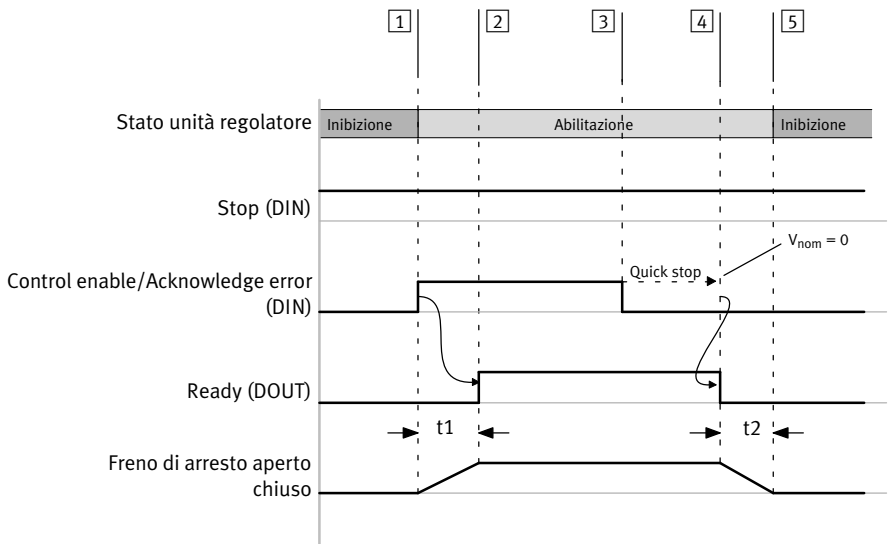 1 2 3 4 5
Stato unità regolatore
Inibizione Abilitazione Inibizione
Stop (DIN)
V_nom = 0
Control enable/Acknowledge error
(DIN)
Quick stop
Ready (DOUT)
t1 t2
Freno di arresto aperto
chiuso